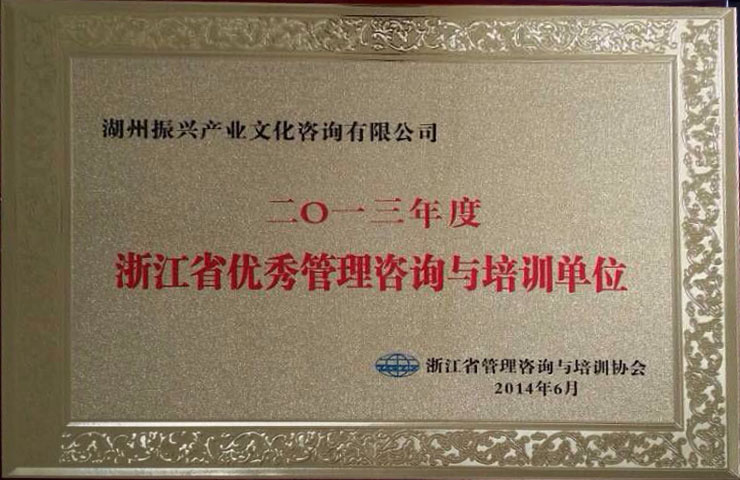 湖州振兴产业文化咨询有限公司
二〇一三年度
浙江省优秀管理咨询与培训单位
浙江省管理咨询与培训协会
2014年6月